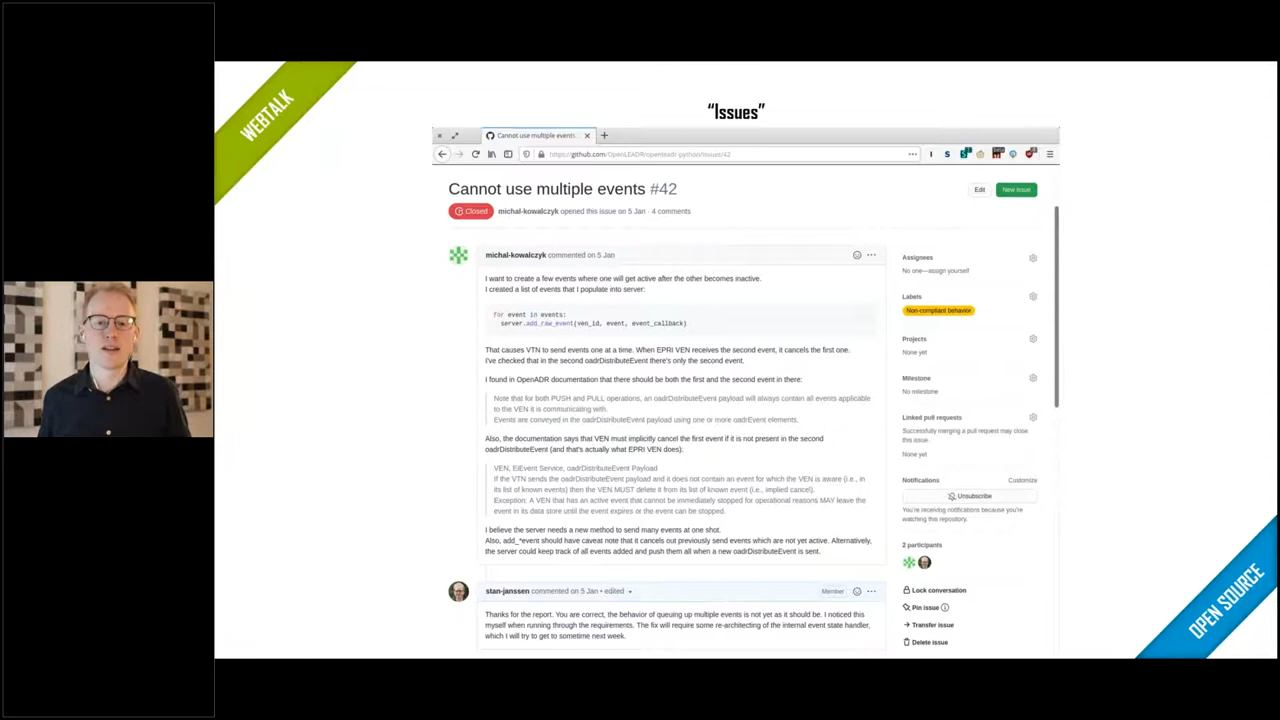 WEBTALK
“Issues”
Cannot use multiple events
https://github.com/OpenLEADR/openleadr-python/issues/42
Cannot use multiple events #42
Edit
New issue
Closed
michal-kowalczyk opened this issue on 5 Jan · 4 comments
michal-kowalczyk commented on 5 Jan
I want to create a few events where one will get active after the other becomes inactive.
I created a list of events that I populate into server:
for event in events:
server.add_raw_event(ven_id, event, event_callback)
That causes VTN to send events one at a time. When EPRI VEN receives the second event, it cancels the first one.
I've checked that in the second oadrDistributeEvent there's only the second event.
I found in OpenADR documentation that there should be both the first and the second event in there:
Note that for both PUSH and PULL operations, an oadrDistributeEvent payload will always contain all events applicable
to the VEN it is communicating with.
Events are conveyed in the oadrEvent payload using one or more oadrEvent elements.
Also, the documentation says that VEN must implicitly cancel the first event if it is not present in the second
oadrDistributeEvent (and that's actually what EPRI VEN does):
VEN, EiEvent Service, oadrDistributeEvent Payload
If the VTN sends the oadrDistributeEvent payload and it does not contain an event for which the VEN is aware (i.e., in
its list of known events) then the VEN MUST delete it from its list of known event (i.e., implied cancel).
Exception: A VEN that has an active event that cannot be immediately stopped for operational reasons MAY leave the
event in its data store until the event expires or the event can be stopped.
I believe the server needs a new method to send many events at one shot.
Also, add_*event should have caveat note that it cancels out previously send events which are not yet active. Alternatively,
the server could keep track of all events added and push them all when a new oadrDistributeEvent is sent.
stan-janssen commented on 5 Jan • edited
Member
Thanks for the report. You are correct, the behavior of queuing up multiple events is not yet as it should be. I noticed this
myself when running through the requirements. The fix will require some re-architecting of the internal event state handler,
which I will try to get to sometime next week.
Assignees
No one—assign yourself
Labels
Non-compliant behavior
Projects
None yet
Milestone
No milestone
Linked pull requests
Successfully merging a pull request may close
this issue.
None yet
Notifications
Customize
Unsubscribe
You're receiving notifications because you're
watching this repository.
2 participants
Lock conversation
Pin issue
Transfer issue
Delete issue
OPEN SOURCE